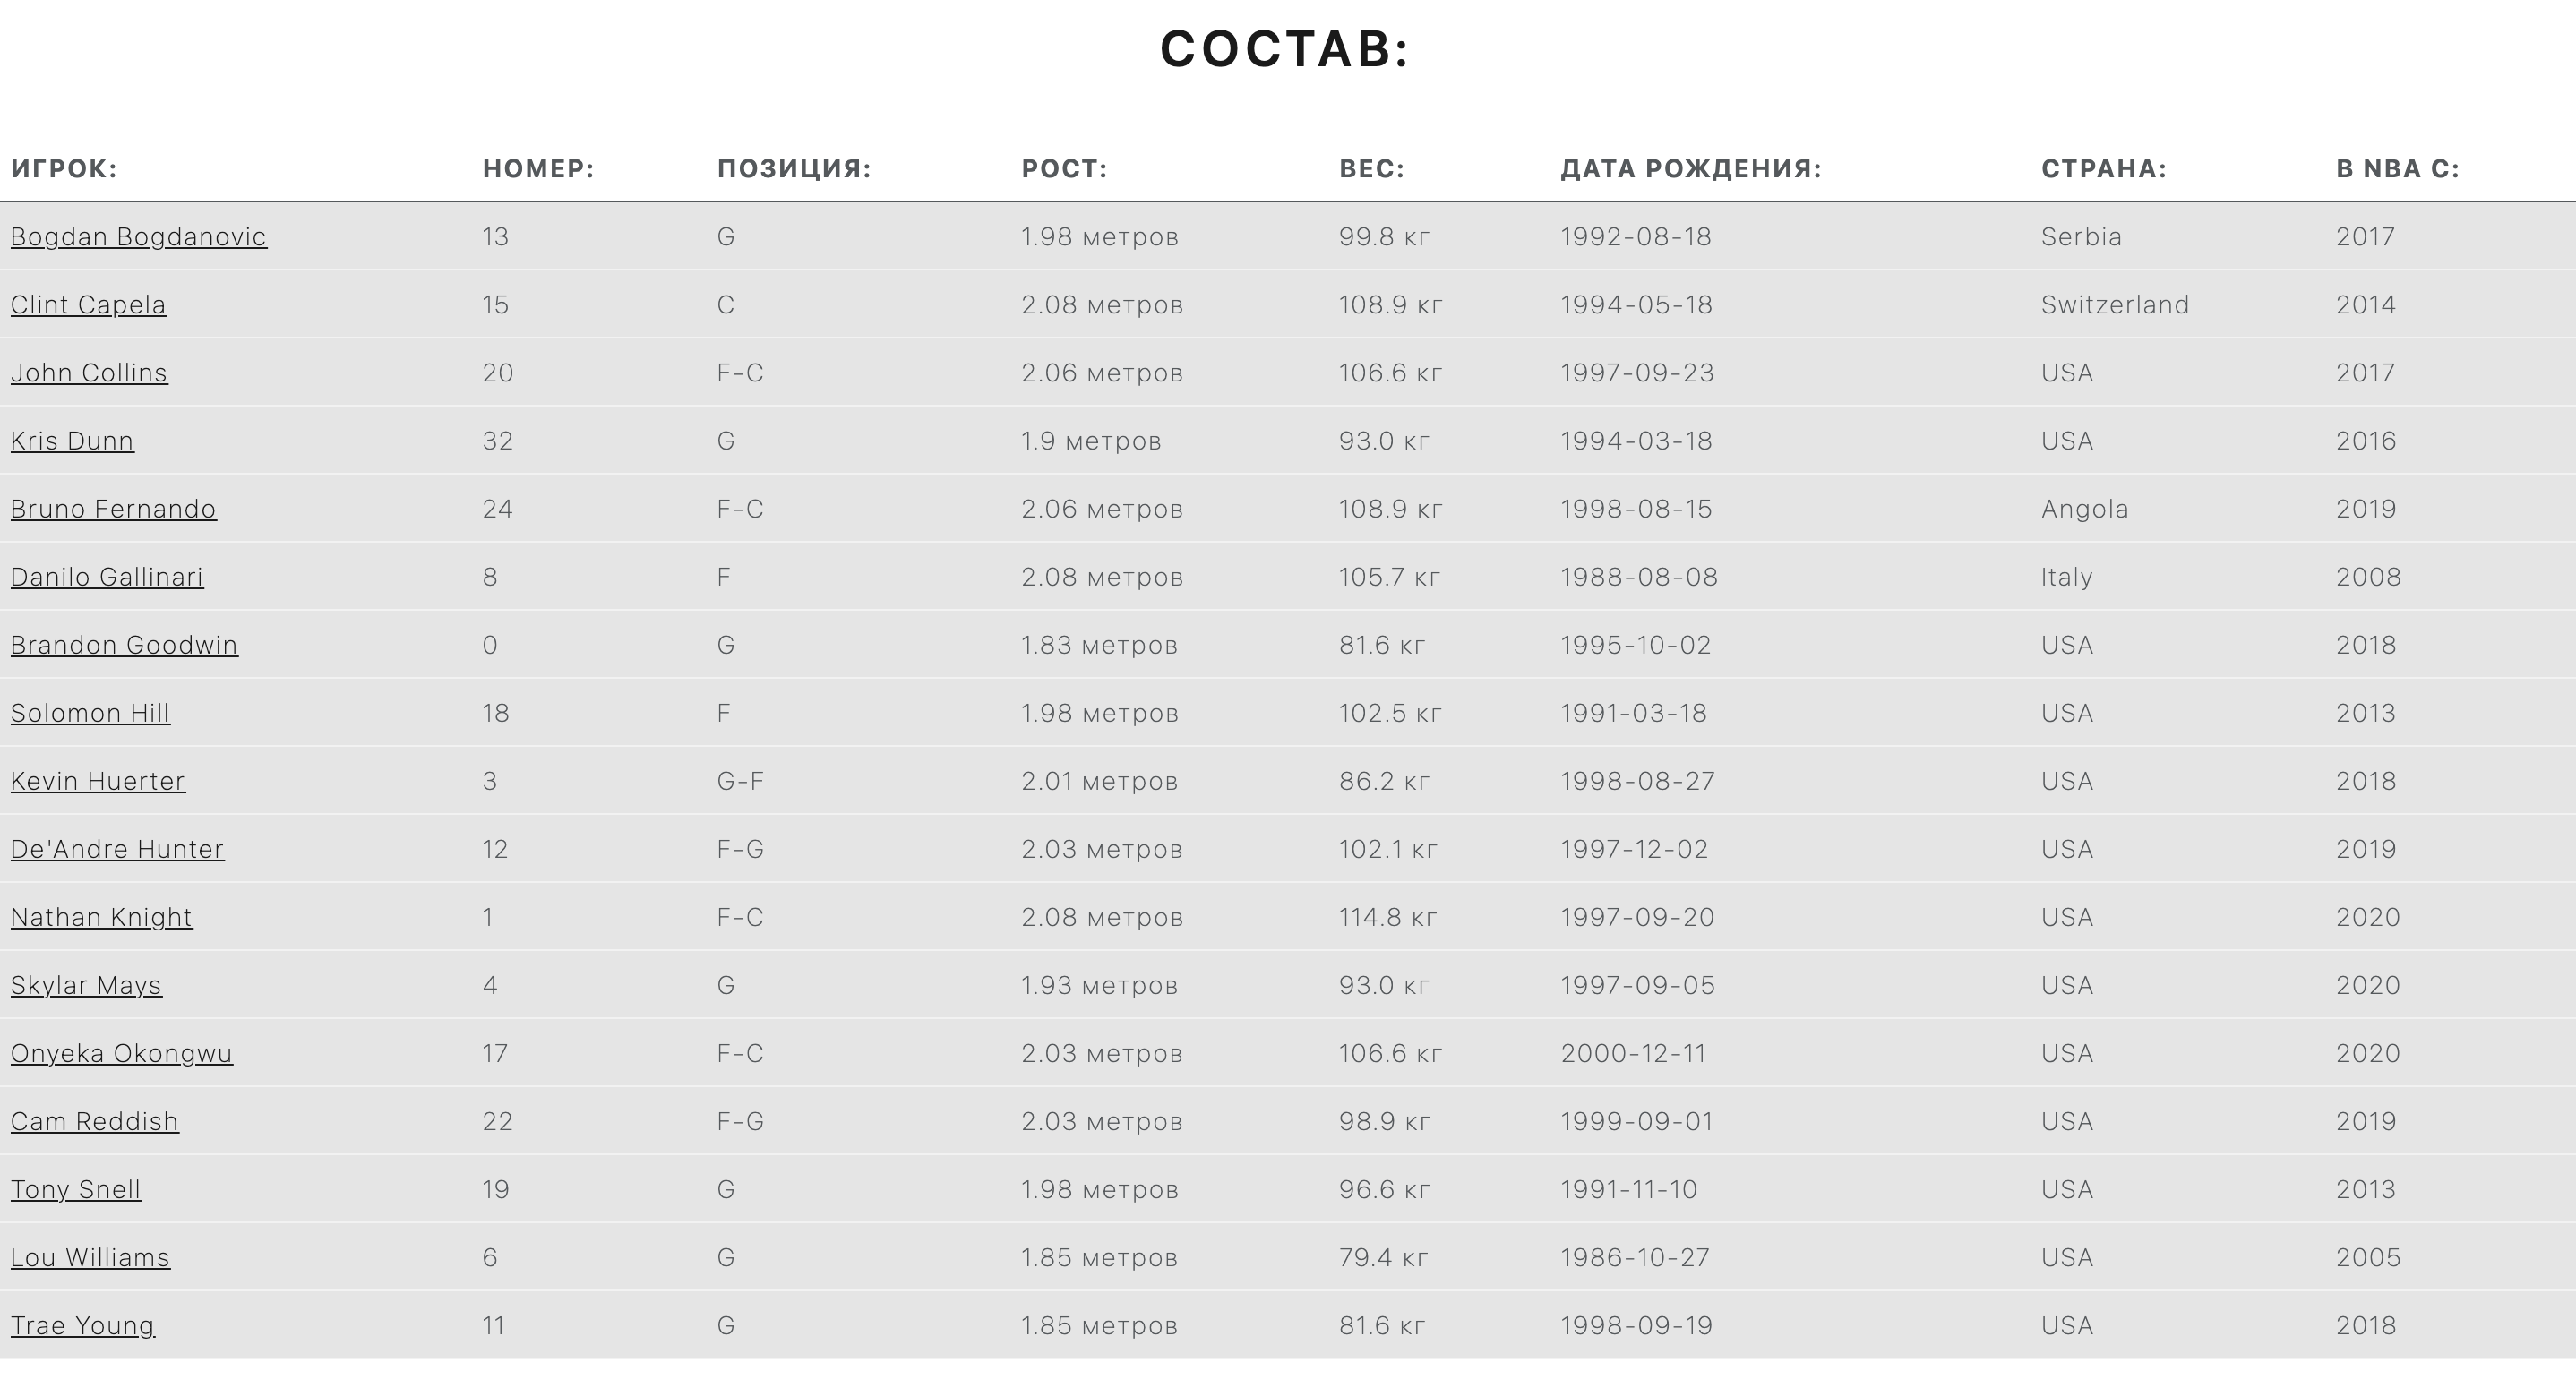 СОСТАВ:
ИГРОК: НОМЕР: ПОЗИЦИЯ: РОСТ: ВЕС: ДАТА РОЖДЕНИЯ: СТРАНА: В NBA С:
Bogdan Bogdanovic 13 G 1.98 метров 99.8 кг 1992-08-18 Serbia 2017
Clint Capela 15 C 2.08 метров 108.9 кг 1994-05-18 Switzerland 2014
John Collins 20 F-C 2.06 метров 106.6 кг 1997-09-23 USA 2017
Kris Dunn 32 G 1.9 метров 93.0 кг 1994-03-18 USA 2016
Bruno Fernando 24 F-C 2.06 метров 108.9 кг 1998-08-15 Angola 2019
Danilo Gallinari 8 F 2.08 метров 105.7 кг 1988-08-08 Italy 2008
Brandon Goodwin 0 G 1.83 метров 81.6 кг 1995-10-02 USA 2018
Solomon Hill 18 F 1.98 метров 102.5 кг 1991-03-18 USA 2013
Kevin Huerter 3 G-F 2.01 метров 86.2 кг 1998-08-27 USA 2018
De'Andre Hunter 12 F-G 2.03 метров 102.1 кг 1997-12-02 USA 2019
Nathan Knight 1 F-C 2.08 метров 114.8 кг 1997-09-20 USA 2020
Skylar Mays 4 G 1.93 метров 93.0 кг 1997-09-05 USA 2020
Onyeka Okongwu 17 F-C 2.03 метров 106.6 кг 2000-12-11 USA 2020
Cam Reddish 22 F-G 2.03 метров 98.9 кг 1999-09-01 USA 2019
Tony Snell 19 G 1.98 метров 96.6 кг 1991-11-10 USA 2013
Lou Williams 6 G 1.85 метров 79.4 кг 1986-10-27 USA 2005
Trae Young 11 G 1.85 метров 81.6 кг 1998-09-19 USA 2018